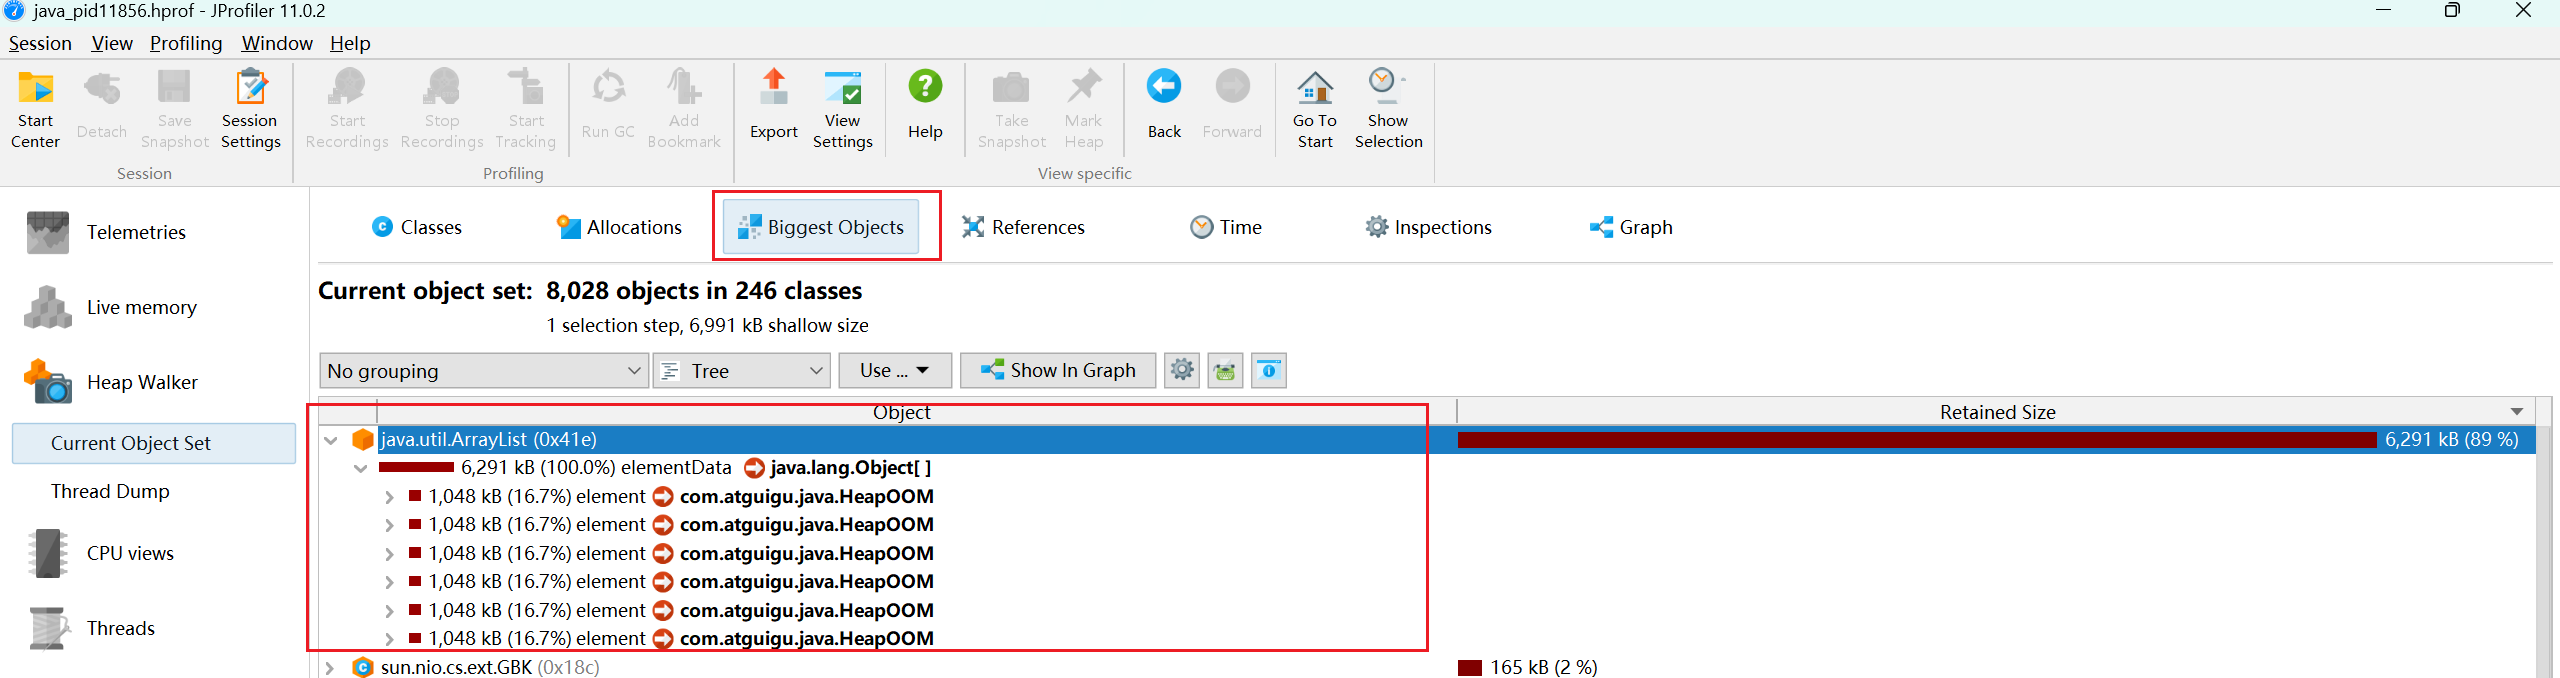 java_pid11856.hprof - JProfiler 11.0.2
Session View Profiling Window Help
Start Center
Detach
Save Snapshot
Session Settings
Start Recordings
Stop Recordings
Start Tracking
Run GC
Add Bookmark
Export
View Settings
Help
Take Snapshot
Mark Heap
Back
Forward
Go To Start
Show Selection
Session
Profiling
View specific
Telemetries
Live memory
Heap Walker
Current Object Set
Thread Dump
CPU views
Threads
Classes Allocations Biggest Objects References Time Inspections Graph
Current object set: 8,028 objects in 246 classes
1 selection step, 6,991 kB shallow size
No grouping Tree Use ... Show In Graph
Object Retained Size
java.util.ArrayList (0x41e) 6,291 kB (89 %)
6,291 kB (100.0%) elementData java.lang.Object[ ]
1,048 kB (16.7%) element com.atguigu.java.HeapOOM
1,048 kB (16.7%) element com.atguigu.java.HeapOOM
1,048 kB (16.7%) element com.atguigu.java.HeapOOM
1,048 kB (16.7%) element com.atguigu.java.HeapOOM
1,048 kB (16.7%) element com.atguigu.java.HeapOOM
1,048 kB (16.7%) element com.atguigu.java.HeapOOM
sun.nio.cs.ext.GBK (0x18c) 165 kB (2 %)